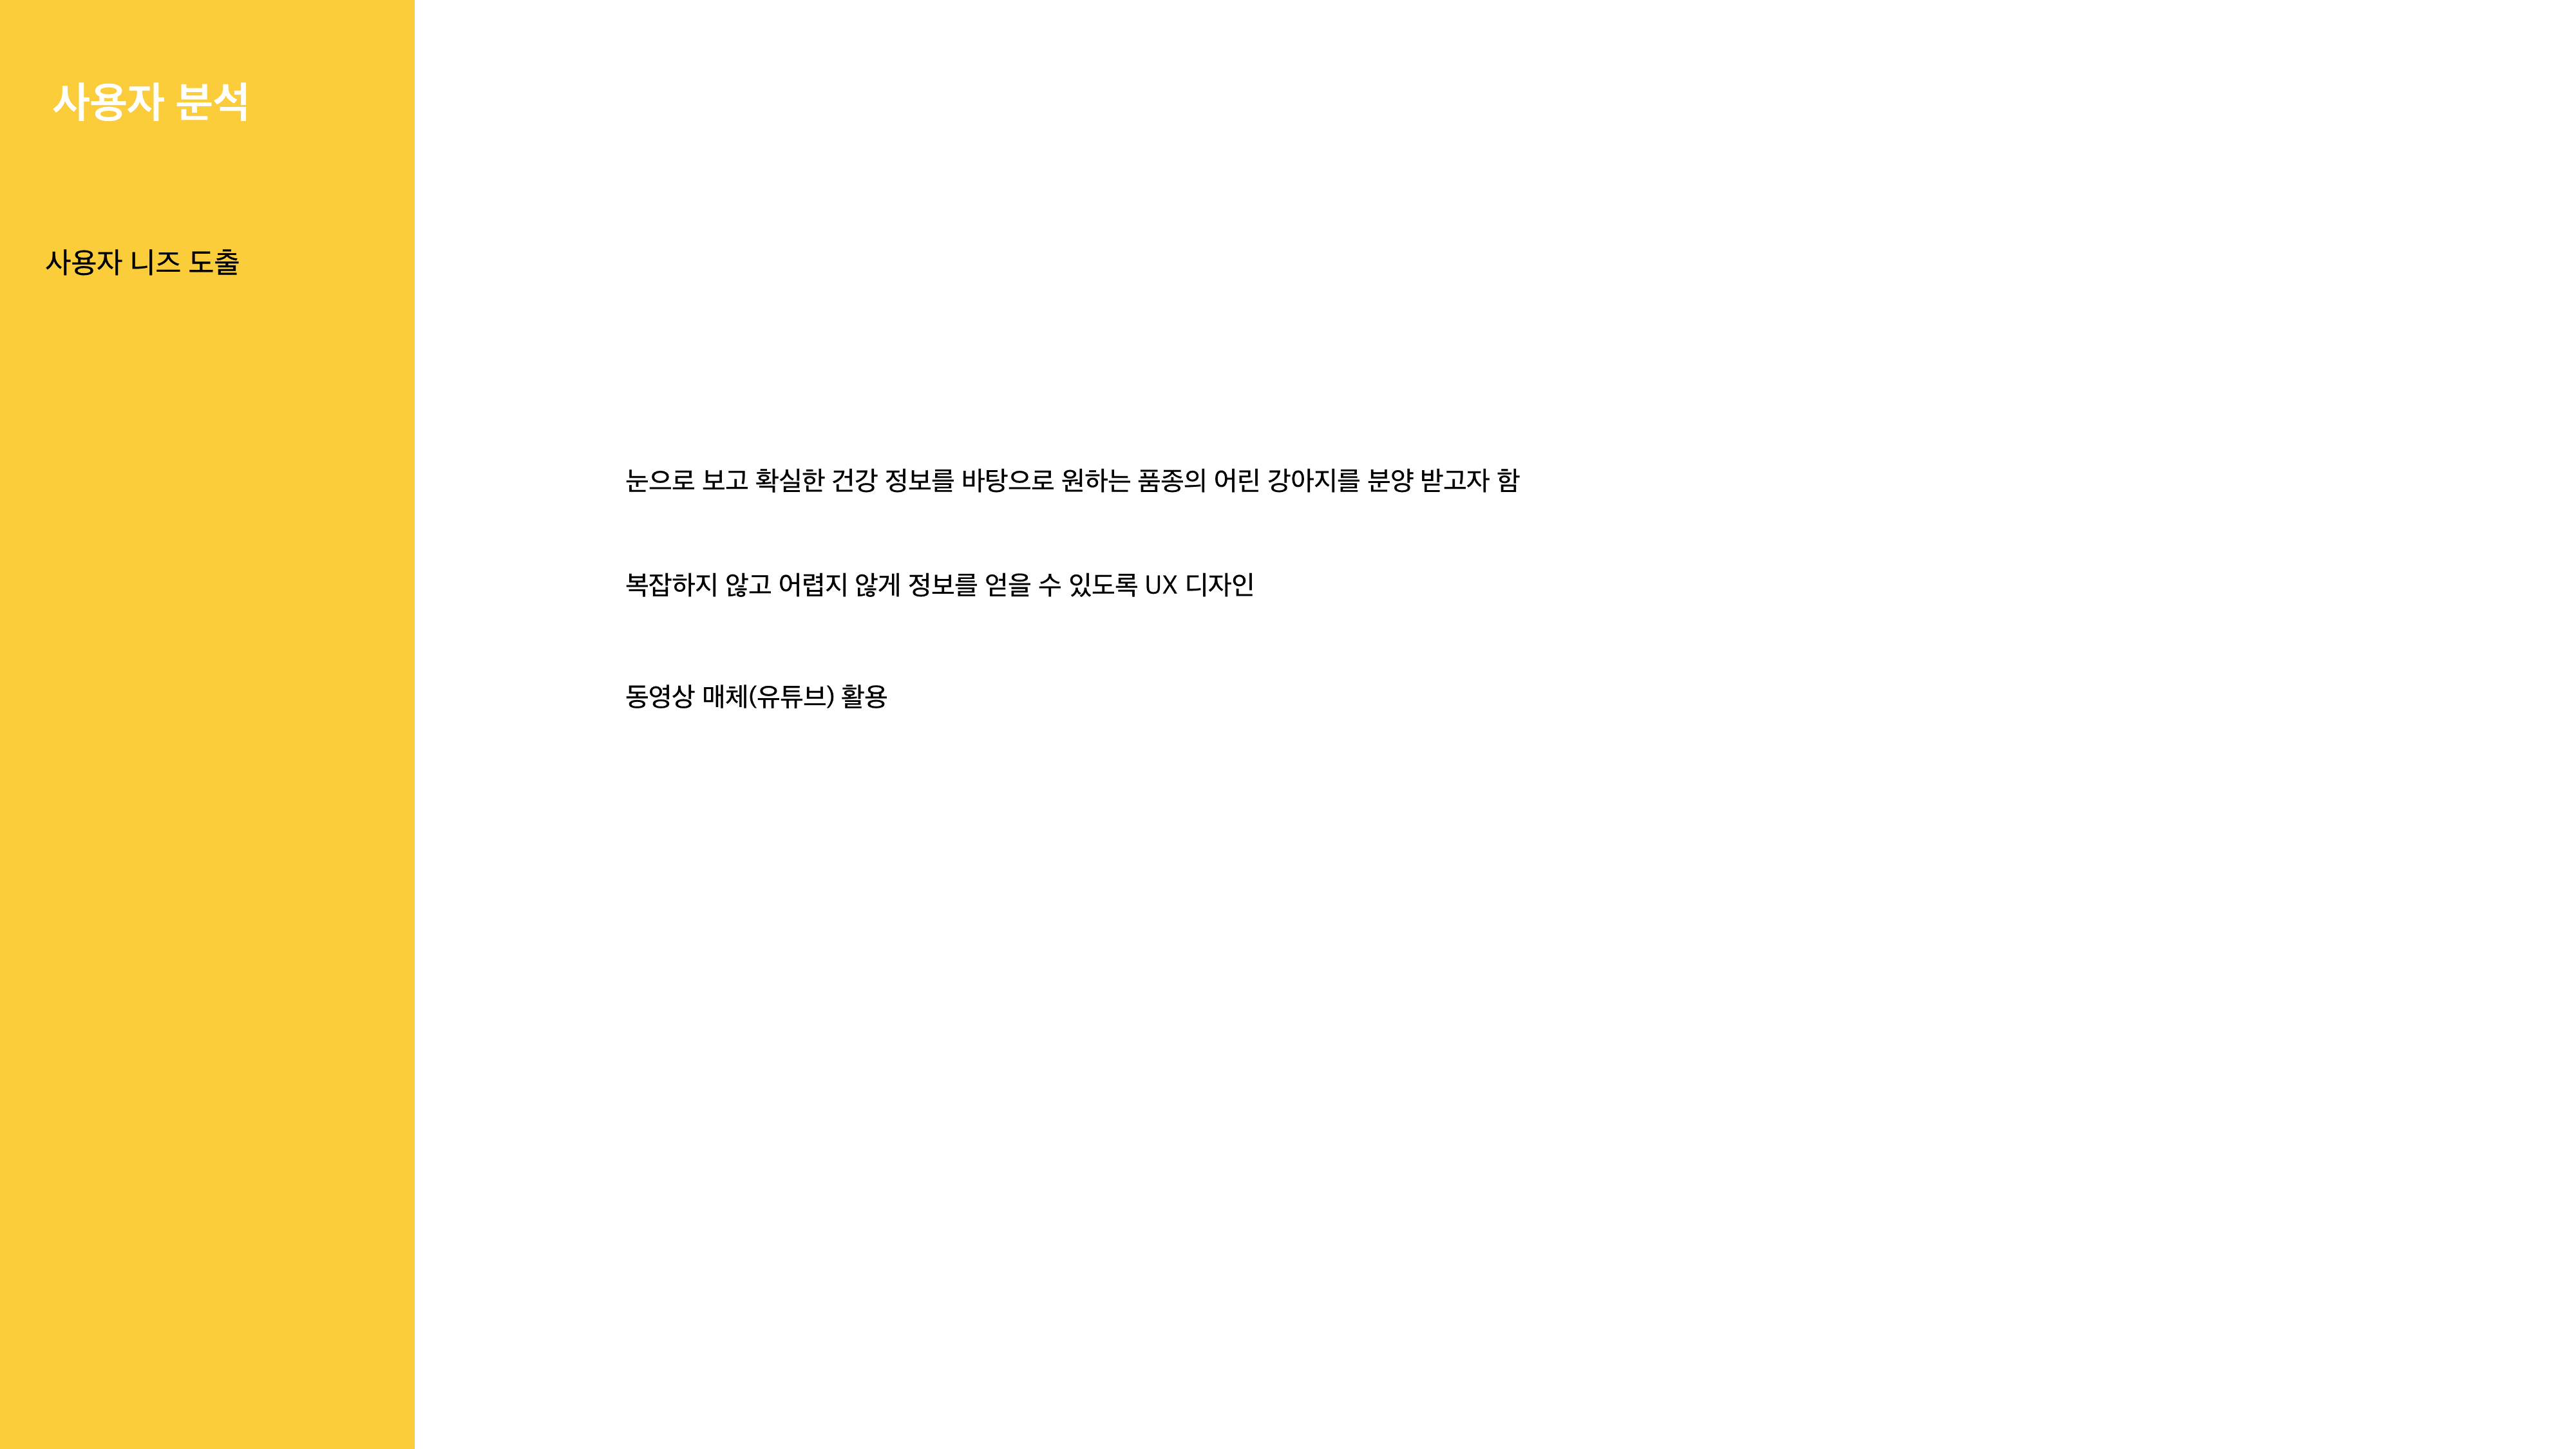 사용자 분석
사용자 니즈 도출
눈으로 보고 확실한 건강 정보를 바탕으로 원하는 품종의 어린 강아지를 분양 받고자 함
복잡하지 않고 어렵지 않게 정보를 얻을 수 있도록 UX 디자인
동영상 매체(유튜브) 활용